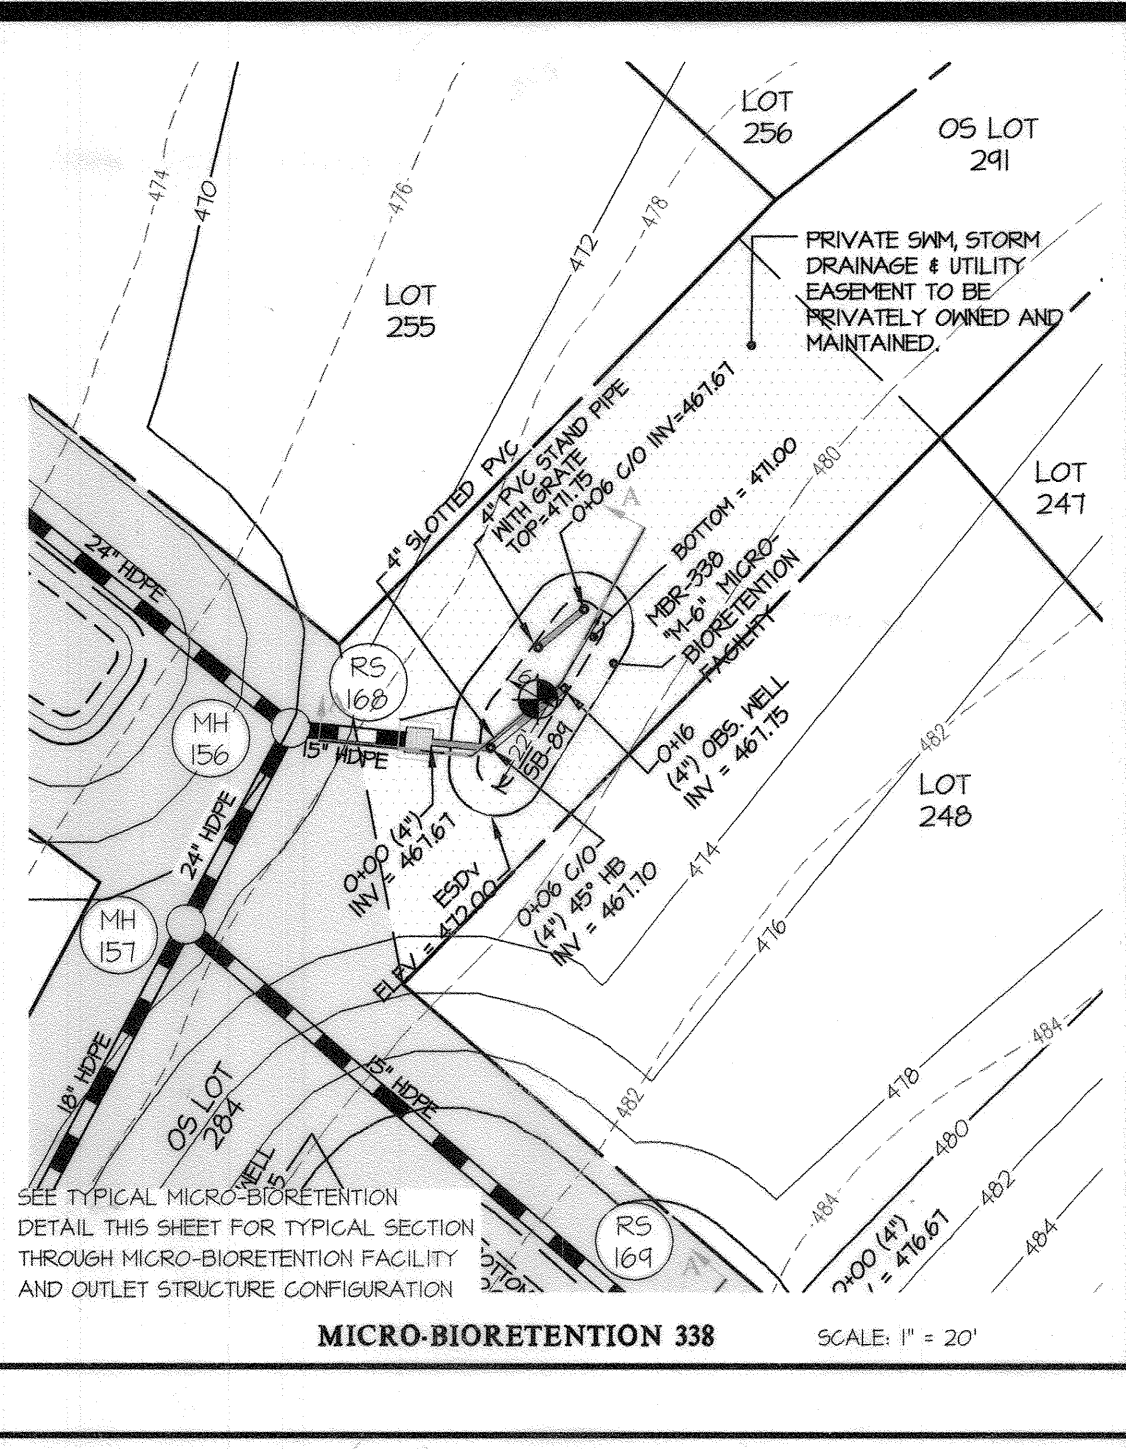 LOT
256
OS LOT
291
474
470
476
478
472
LOT
255
PRIVATE SWM, STORM
DRAINAGE & UTILITY
EASEMENT TO BE
PRIVATELY OWNED AND
MAINTAINED.
4" SLOTTED PVC
4" PVC STAND PIPE
WITH GRATE
TOP=471.75
0+06 C/O INV=467.67
A
BOTTOM = 471.00
480
LOT
247
MBR-338
"M-6" MICRO-
BIORETENTION
FACILITY
24" HDPE
RS
168
MH
156
15" HDPE
16'
22'
SB-89
0+16
(4") OBS. WELL
INV = 467.75
482
LOT
248
24" HDPE
0+00 (4")
INV = 467.67
ESDv
ELEV = 472.00
0+06 C/O
(4") 45° HB
INV = 467.70
474
476
MH
157
18" HDPE
15" HDPE
OS LOT
284
482
478
484
480
482
484
484
WELL
RS
169
0+00 (4")
V = 476.67
SEE TYPICAL MICRO-BIORETENTION
DETAIL THIS SHEET FOR TYPICAL SECTION
THROUGH MICRO-BIORETENTION FACILITY
AND OUTLET STRUCTURE CONFIGURATION
MICRO-BIORETENTION 338
SCALE: 1" = 20'